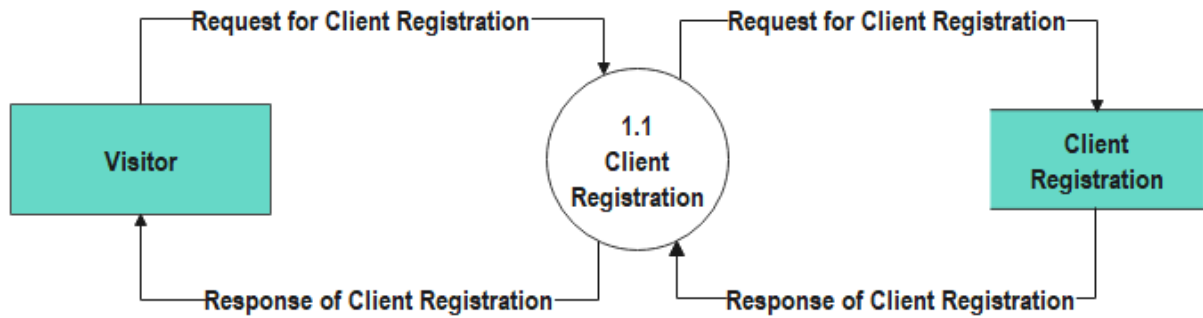 Request for Client Registration
Request for Client Registration
Visitor
1.1
Client
Registration
Client
Registration
Response of Client Registration
Response of Client Registration